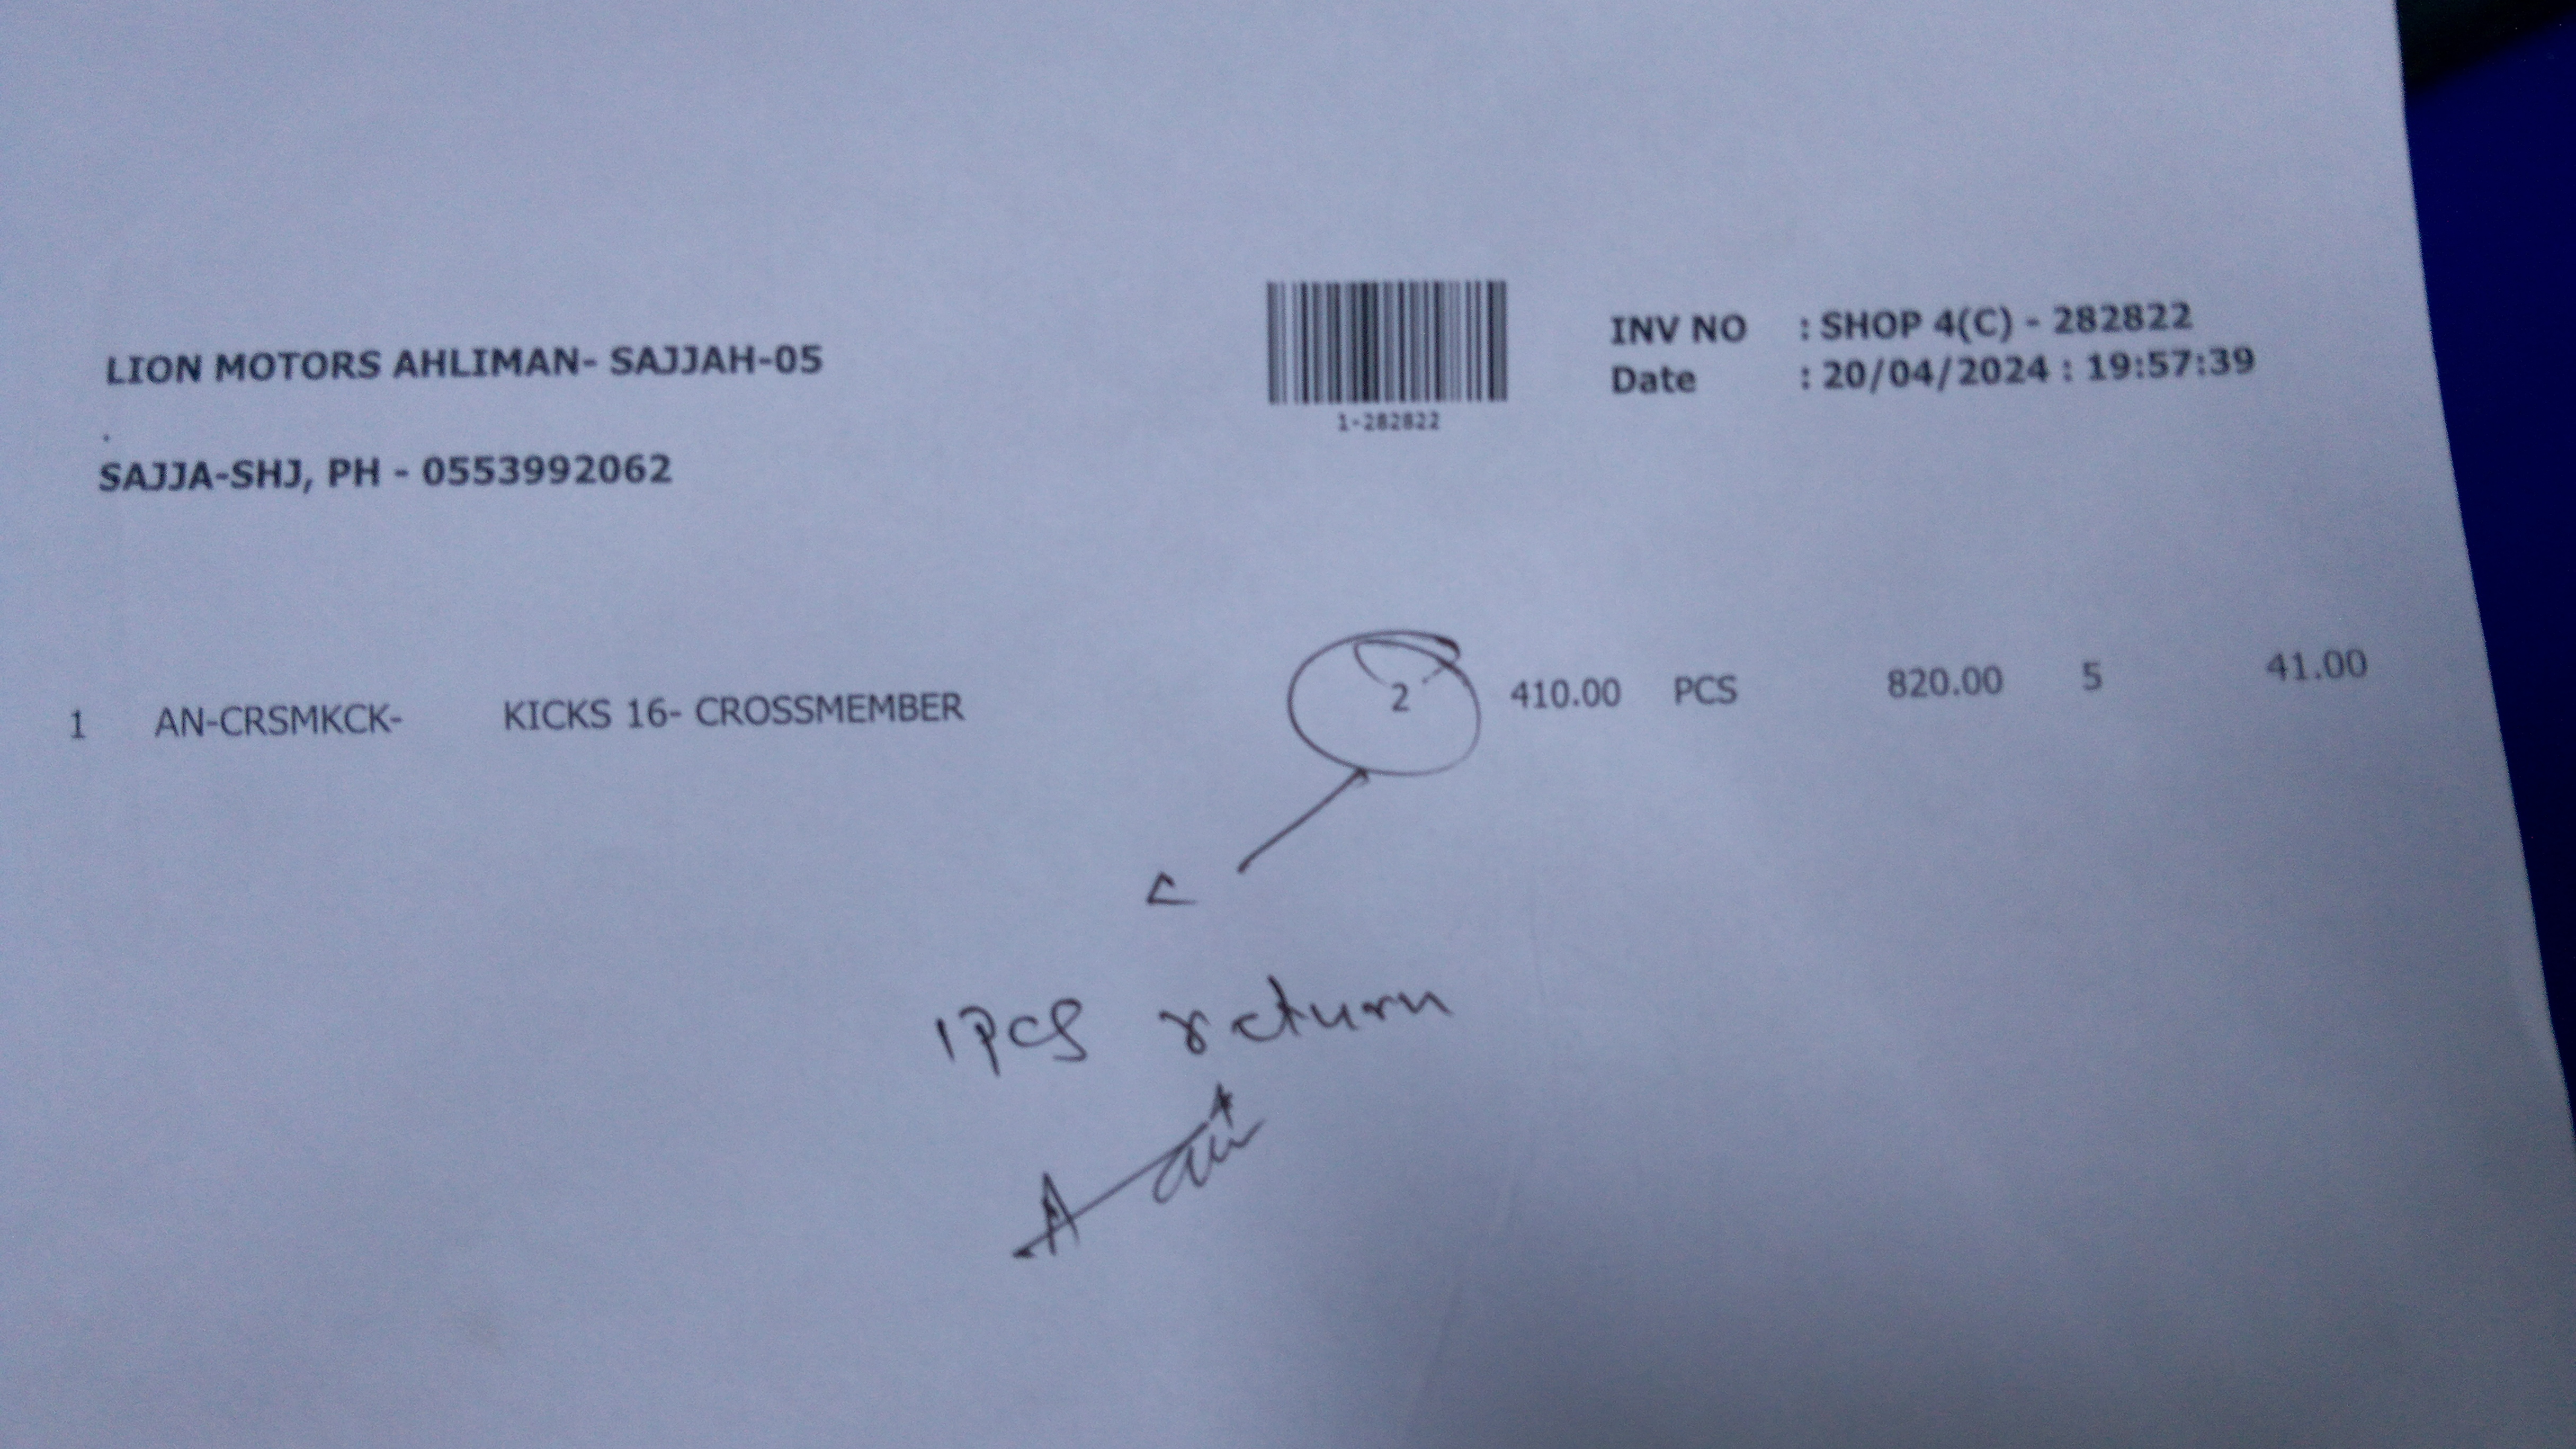 LION MOTORS AHLIMAN- SAJJAH-05
.
SAJJA-SHJ, PH - 0553992062
1-282822
INV NO : SHOP 4(C) - 282822
Date : 20/04/2024 : 19:57:39
1 AN-CRSMKCK- KICKS 16- CROSSMEMBER 2 410.00 PCS 820.00 5 41.00
1PCS return